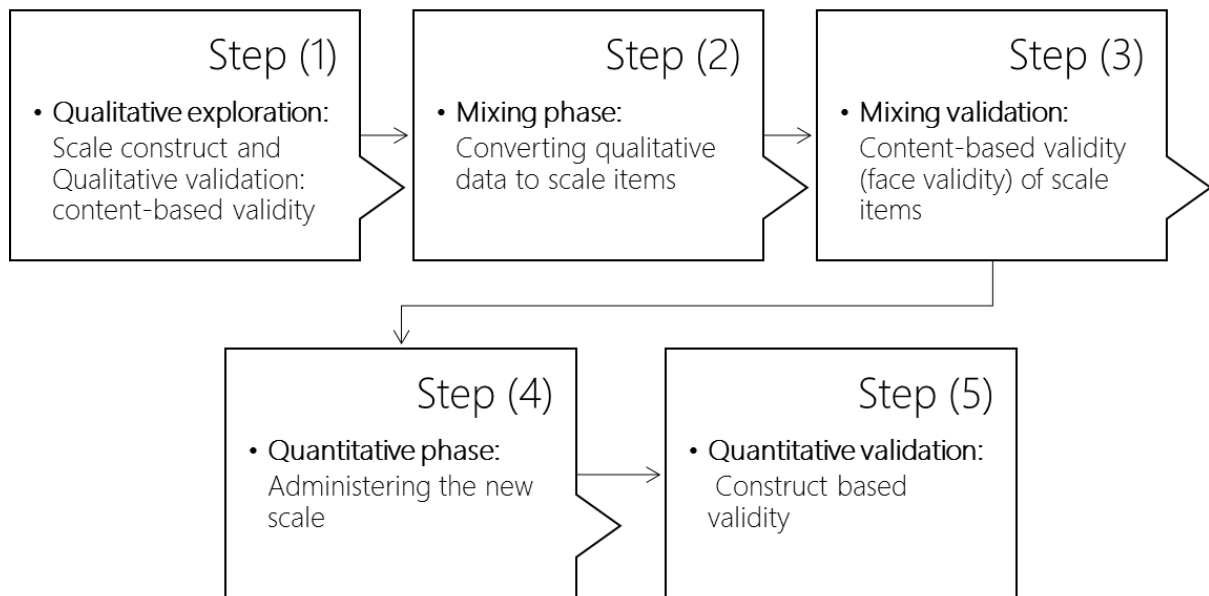 Step (1)
• Qualitative exploration:
Scale construct and
Qualitative validation:
content-based validity
Step (2)
• Mixing phase:
Converting qualitative
data to scale items
Step (3)
• Mixing validation:
Content-based validity
(face validity) of scale
items
Step (4)
• Quantitative phase:
Administering the new
scale
Step (5)
• Quantitative validation:
Construct based
validity